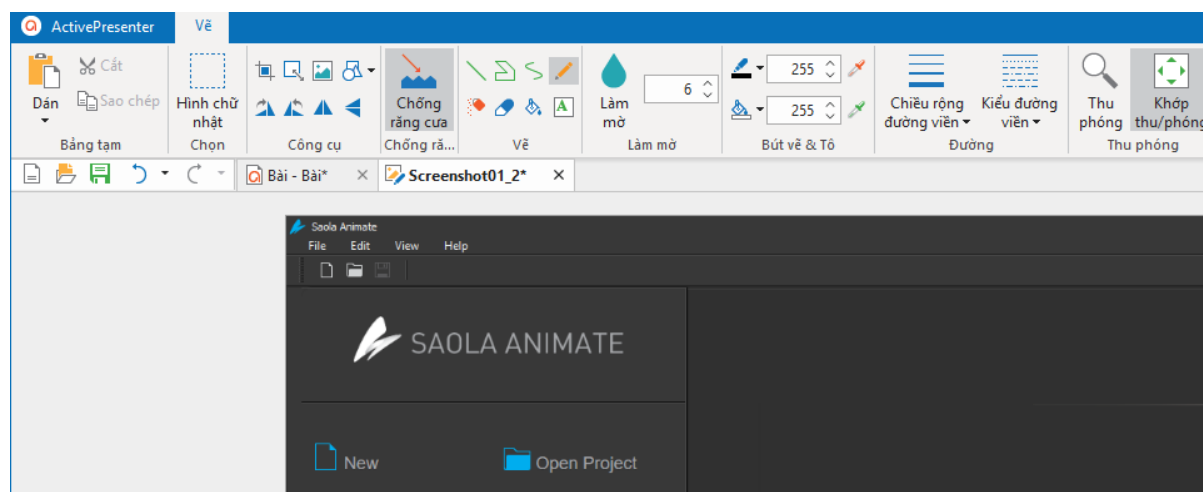 ActivePresenter Vẽ
Cắt
Sao chép
Dán
Hình chữ
nhật
Chống
răng cưa
A
Làm
mờ
6
255
255
Chiều rộng
đường viền
Kiểu đường
viền
Thu
phóng
Khớp
thu/phóng
Bảng tạm Chọn Công cụ Chống ră... Vẽ Làm mờ Bút vẽ & Tô Đường Thu phóng
Bài - Bài* Screenshot01_2*
Saola Animate
File Edit View Help
SAOLA ANIMATE
New Open Project